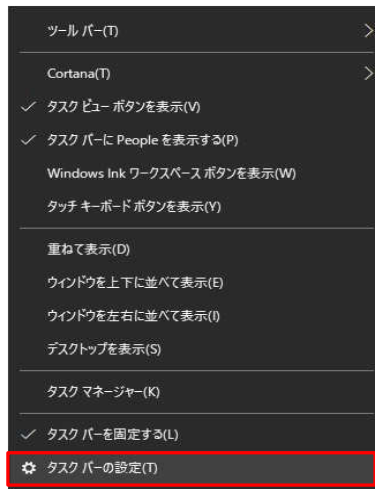 ツール バー(T)
Cortana(T)
タスク ビュー ボタンを表示(V)
タスク バーに People を表示する(P)
Windows Ink ワークスペース ボタンを表示(W)
タッチ キーボード ボタンを表示(Y)
重ねて表示(D)
ウィンドウを上下に並べて表示(E)
ウィンドウを左右に並べて表示(I)
デスクトップを表示(S)
タスク マネージャー(K)
タスク バーを固定する(L)
タスク バーの設定(T)